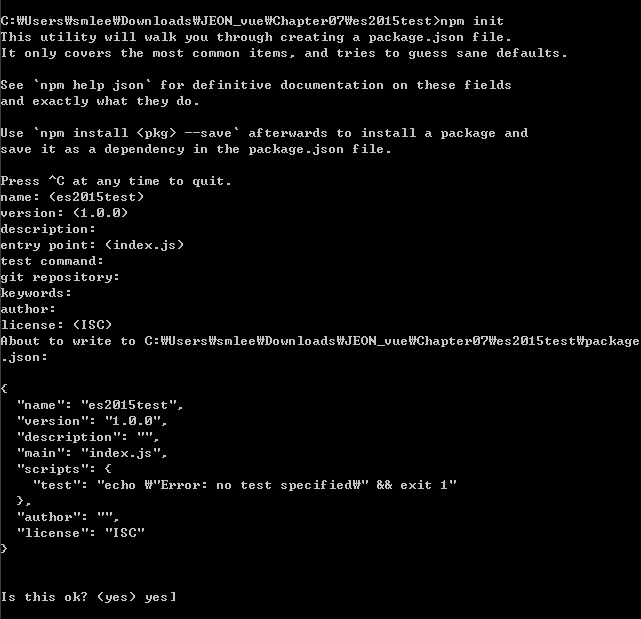 C:₩Users₩smlee₩Downloads₩JEON_vue₩Chapter07₩es2015test>npm init
This utility will walk you through creating a package.json file.
It only covers the most common items, and tries to guess sane defaults.
See `npm help json` for definitive documentation on these fields
and exactly what they do.
Use `npm install <pkg> --save` afterwards to install a package and
save it as a dependency in the package.json file.
Press ^C at any time to quit.
name: (es2015test)
version: (1.0.0)
description:
entry point: (index.js)
test command:
git repository:
keywords:
author:
license: (ISC)
About to write to C:₩Users₩smlee₩Downloads₩JEON_vue₩Chapter07₩es2015test₩package
.json:
{
  "name": "es2015test",
  "version": "1.0.0",
  "description": "",
  "main": "index.js",
  "scripts": {
    "test": "echo ₩"Error: no test specified₩" && exit 1"
  },
  "author": "",
  "license": "ISC"
}
Is this ok? (yes) yes]